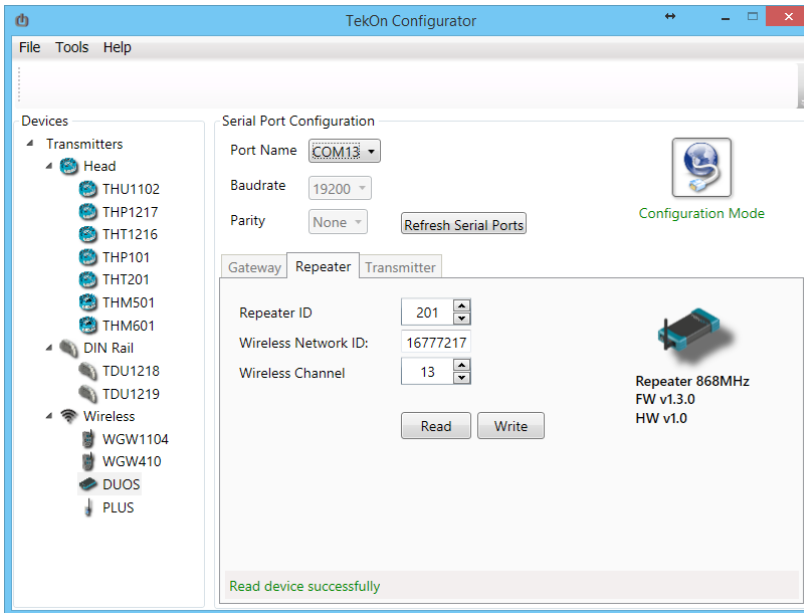 TekOn Configurator
File Tools Help
Devices
Transmitters
Head
THU1102
THP1217
THT1216
THP101
THT201
THM501
THM601
DIN Rail
TDU1218
TDU1219
Wireless
WGW1104
WGW410
DUOS
PLUS
Serial Port Configuration
Port Name COM13
Baudrate 19200
Parity None Refresh Serial Ports
Configuration Mode
Gateway Repeater Transmitter
Repeater ID 201
Wireless Network ID: 16777217
Wireless Channel 13
Read Write
Repeater 868MHz
FW v1.3.0
HW v1.0
Read device successfully